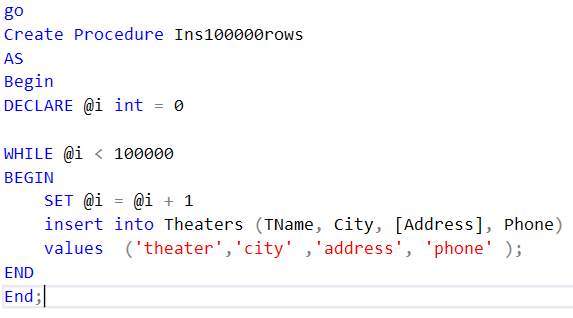 go
Create Procedure Ins100000rows
AS
Begin
DECLARE @i int = 0
WHILE @i < 100000
BEGIN
SET @i = @i + 1
insert into Theaters (TName, City, [Address], Phone)
values ('theater','city' ,'address', 'phone' );
END
End;